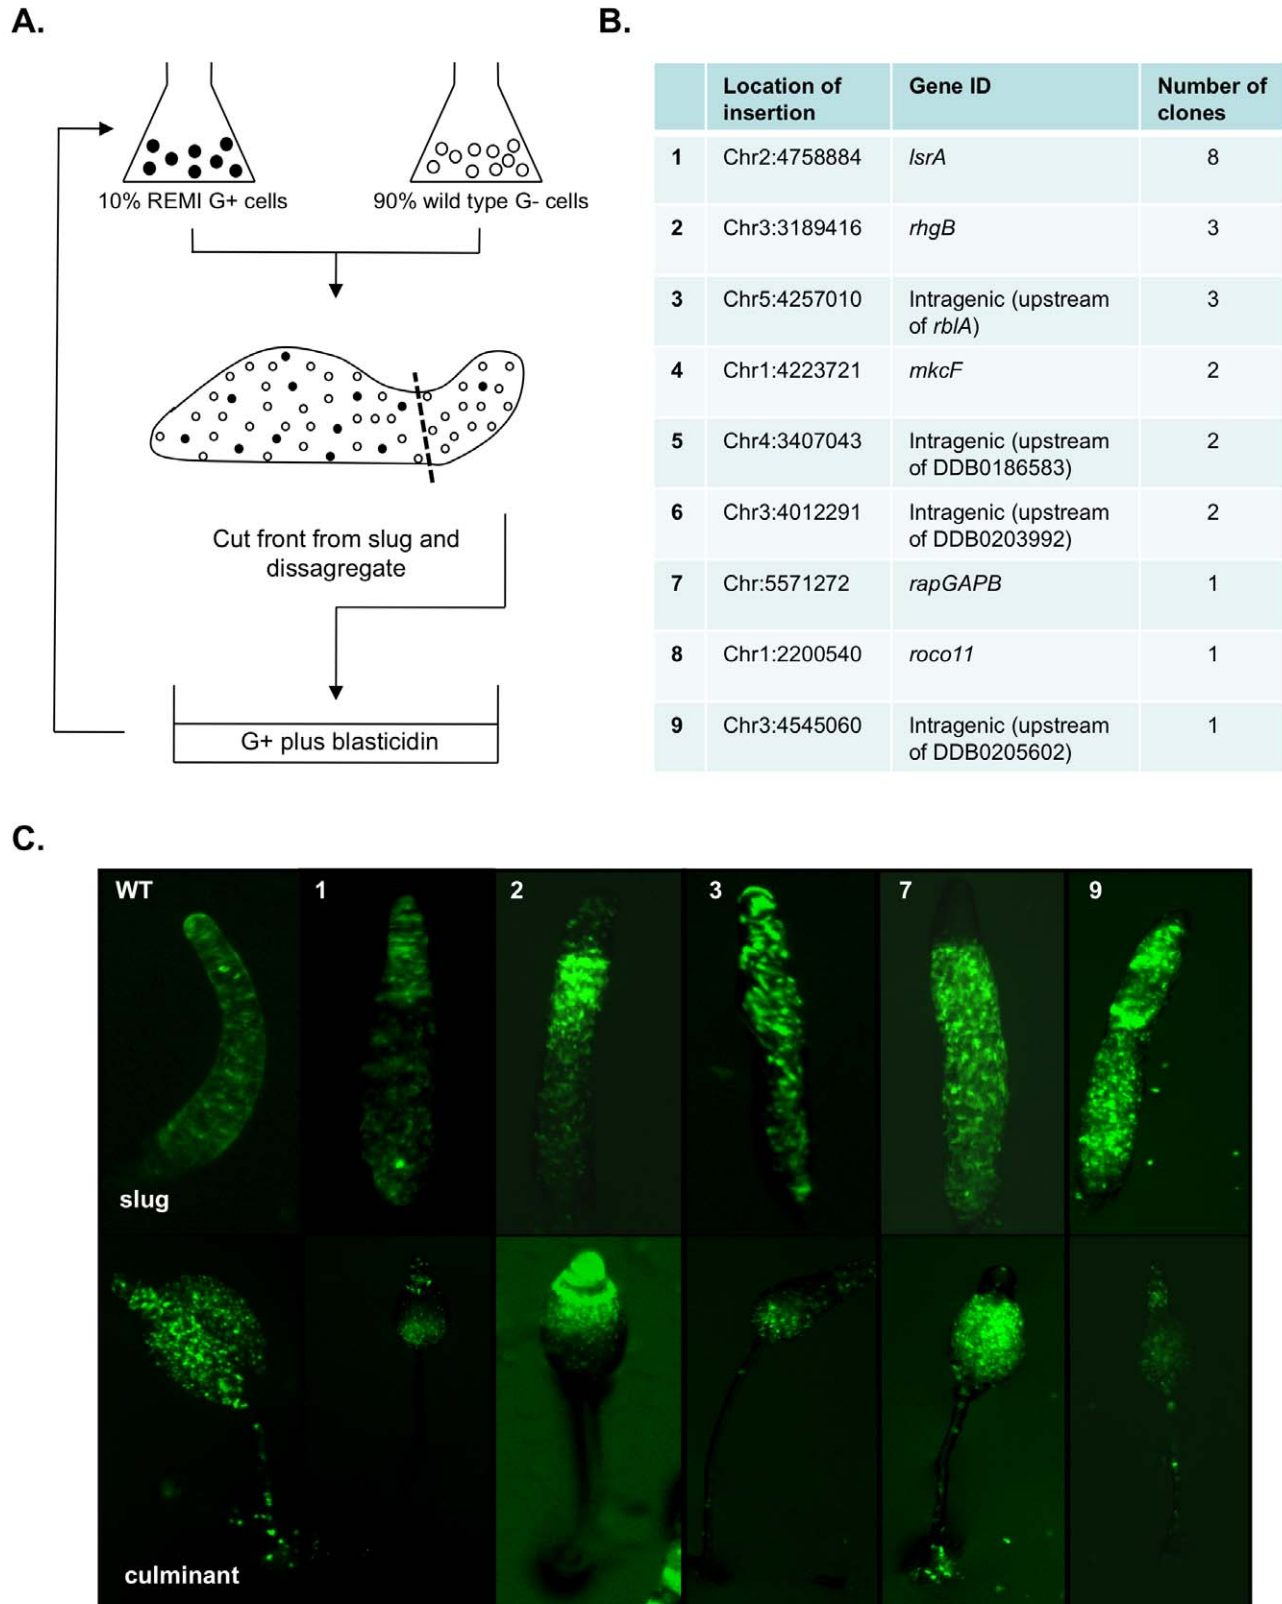 A.
10% REMI G+ cells
90% wild type G- cells
Cut front from slug and
dissagregate
G+ plus blasticidin
B.
Location of
insertion
Gene ID
Number of
clones
1 Chr2:4758884 lsrA 8
2 Chr3:3189416 rhgB 3
3 Chr5:4257010 Intragenic (upstream
of rblA) 3
4 Chr1:4223721 mkcF 2
5 Chr4:3407043 Intragenic (upstream
of DDB0186583) 2
6 Chr3:4012291 Intragenic (upstream
of DDB0203992) 2
7 Chr:5571272 rapGAPB 1
8 Chr1:2200540 roco11 1
9 Chr3:4545060 Intragenic (upstream
of DDB0205602) 1
C.
WT 1 2 3 7 9
slug
culminant